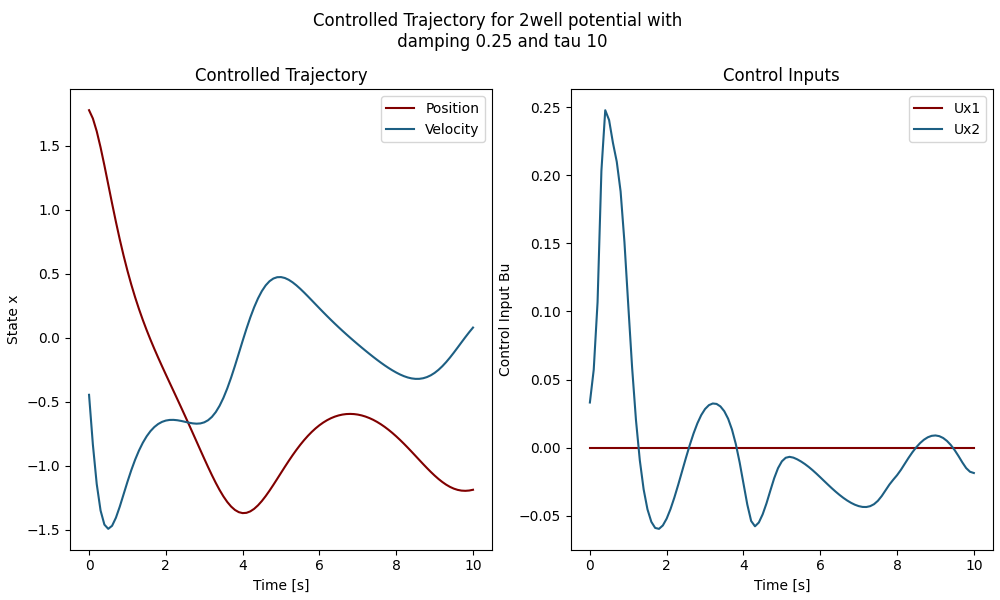 Controlled Trajectory for 2well potential with
damping 0.25 and tau 10
Controlled Trajectory
Control Inputs
Position
Velocity
Ux1
Ux2
State x
1.5
1.0
0.5
0.0
−0.5
−1.0
−1.5
0 2 4 6 8 10
Time [s]
Control Input Bu
0.25
0.20
0.15
0.10
0.05
0.00
−0.05
0 2 4 6 8 10
Time [s]